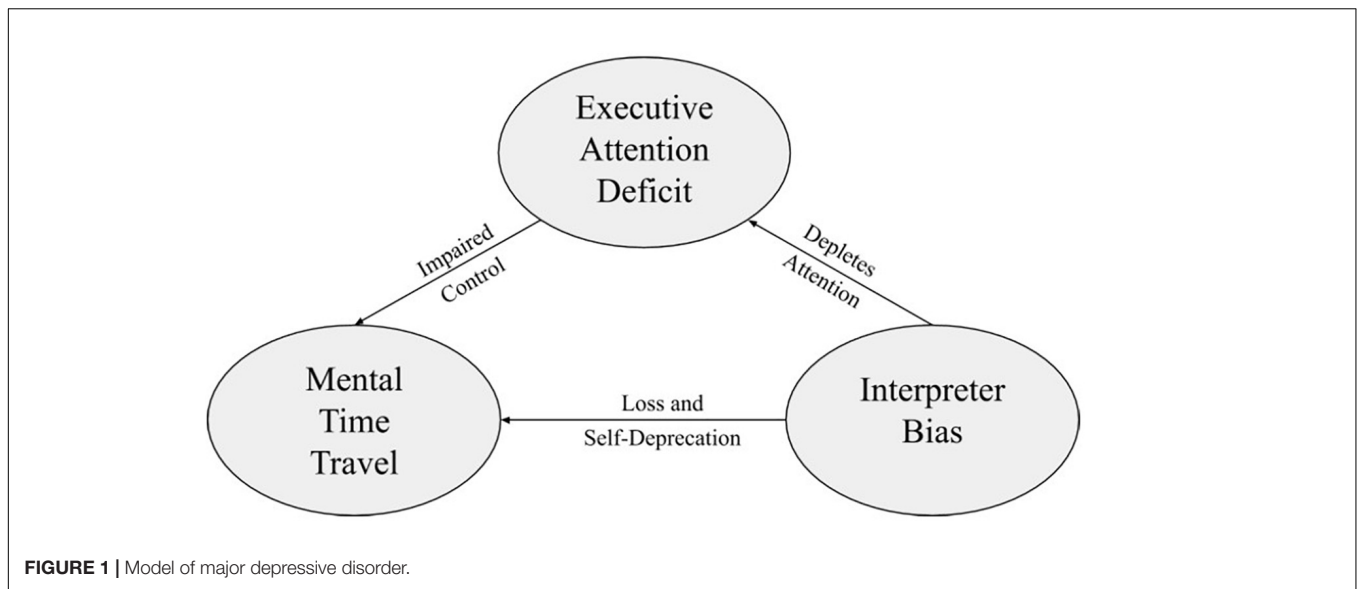 Executive
Attention
Deficit
Impaired
Control
Depletes
Attention
Mental
Time
Travel
Loss and
Self-Deprecation
Interpreter
Bias
FIGURE 1 | Model of major depressive disorder.